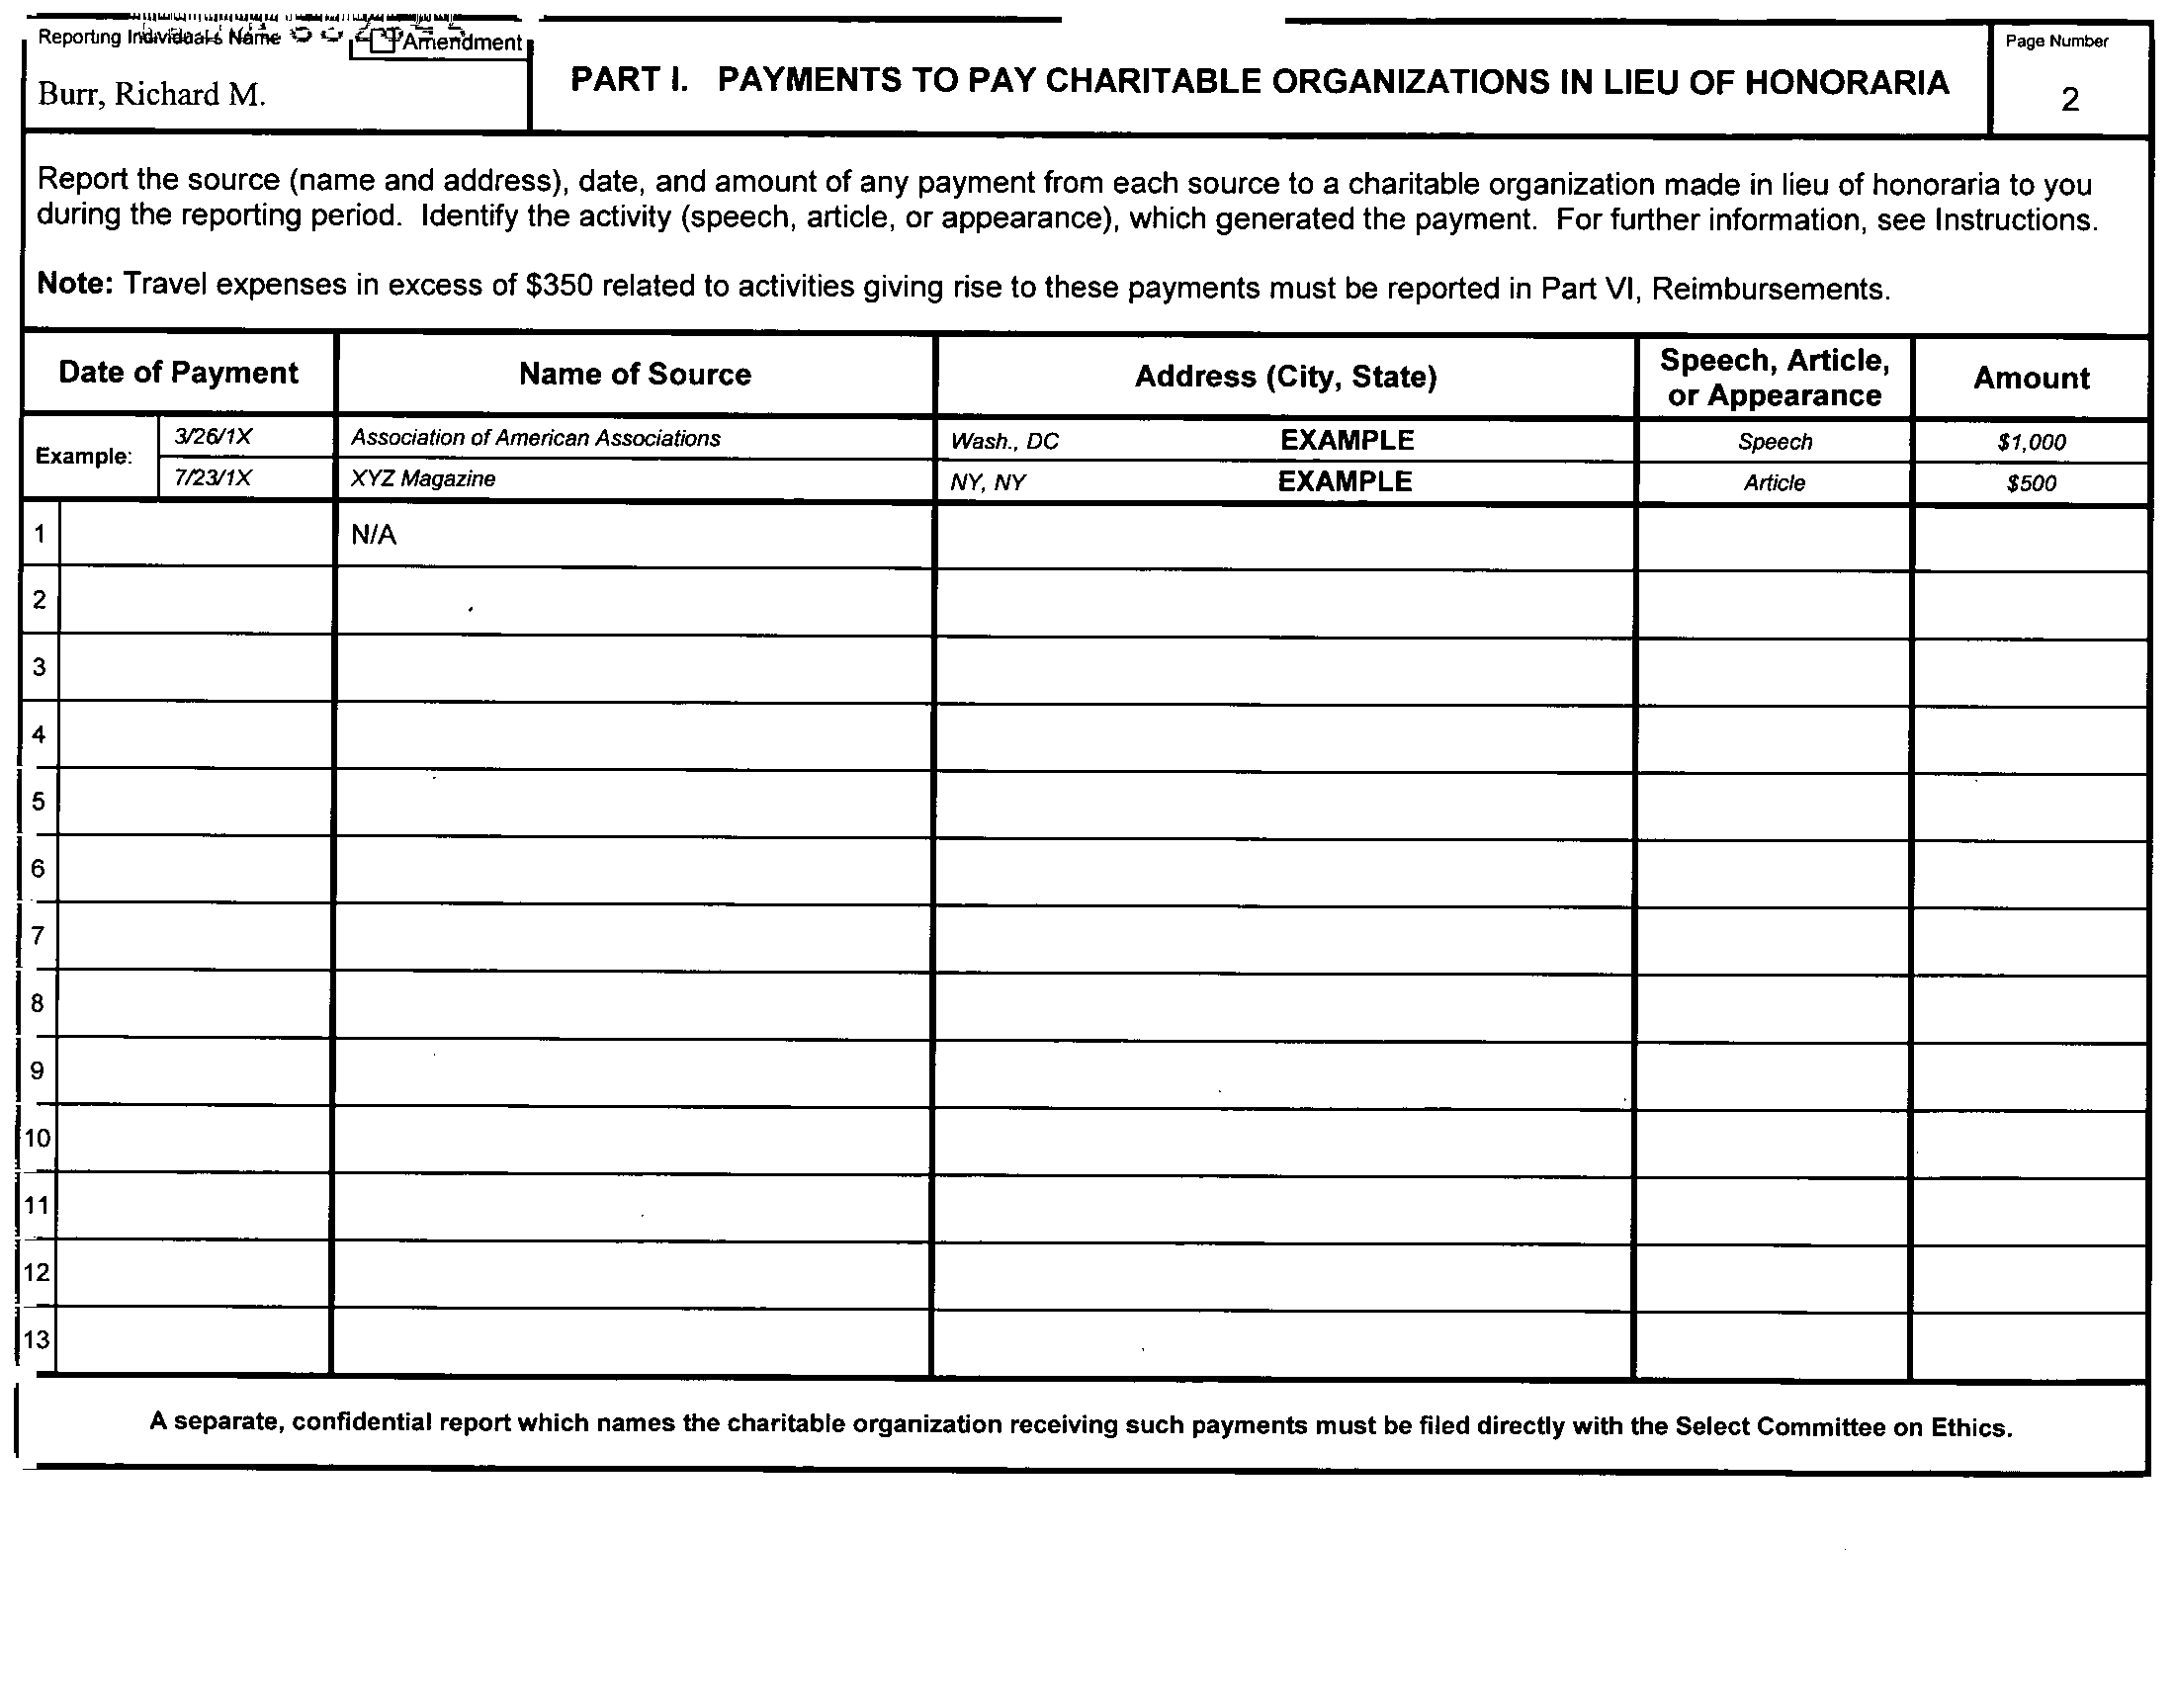 Reporting Individual's Name
Amendment
Burr, Richard M.
PART I. PAYMENTS TO PAY CHARITABLE ORGANIZATIONS IN LIEU OF HONORARIA
Page Number
2
Report the source (name and address), date, and amount of any payment from each source to a charitable organization made in lieu of honoraria to you
during the reporting period. Identify the activity (speech, article, or appearance), which generated the payment. For further information, see Instructions.
Note: Travel expenses in excess of $350 related to activities giving rise to these payments must be reported in Part VI, Reimbursements.
Date of Payment Name of Source Address (City, State) Speech, Article, or Appearance Amount
Example: 3/26/1X Association of American Associations Wash., DC EXAMPLE Speech $1,000
7/23/1X XYZ Magazine NY, NY EXAMPLE Article $500
1 N/A
2
3
4
5
6
7
8
9
10
11
12
13
A separate, confidential report which names the charitable organization receiving such payments must be filed directly with the Select Committee on Ethics.